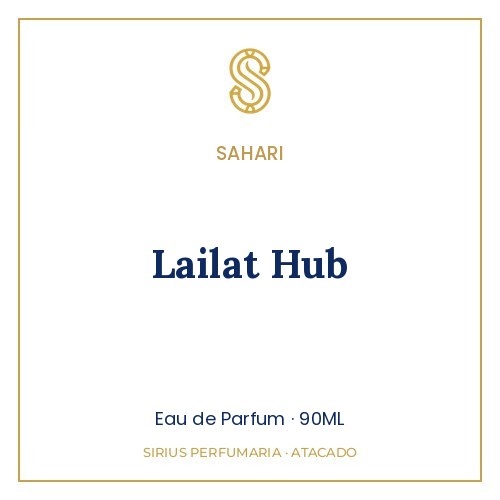 SAHARI
Lailat Hub
Eau de Parfum · 90ML
SIRIUS PERFUMARIA · ATACADO